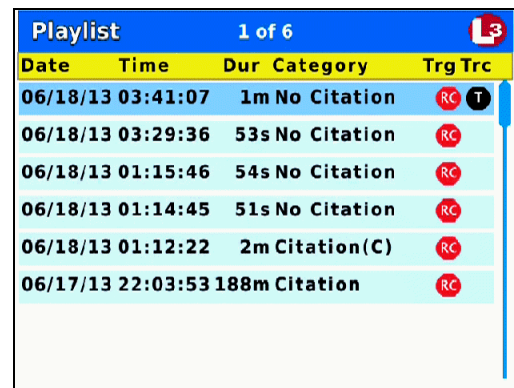 Playlist 1 of 6 L3
Date Time Dur Category Trg Trc
06/18/13 03:41:07 1m No Citation RC T
06/18/13 03:29:36 53s No Citation RC
06/18/13 01:15:46 54s No Citation RC
06/18/13 01:14:45 51s No Citation RC
06/18/13 01:12:22 2m Citation(C) RC
06/17/13 22:03:53 188m Citation RC